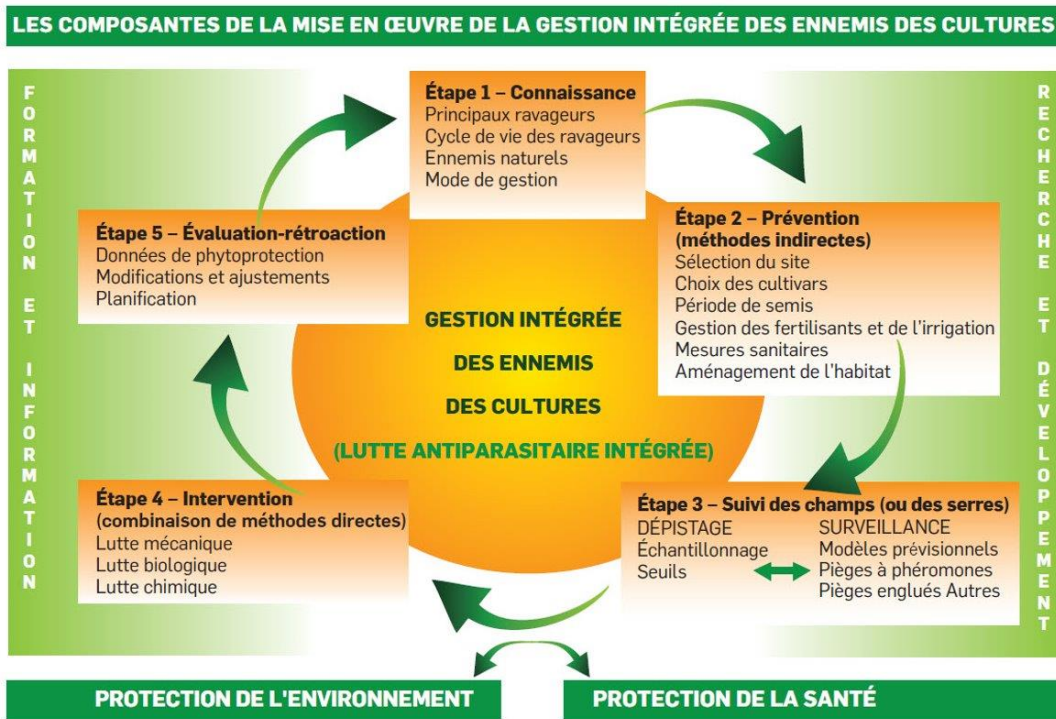 LES COMPOSANTES DE LA MISE EN ŒUVRE DE LA GESTION INTÉGRÉE DES ENNEMIS DES CULTURES
FORMATION ET INFORMATION
Étape 1 – Connaissance
Principaux ravageurs
Cycle de vie des ravageurs
Ennemis naturels
Mode de gestion
Étape 2 – Prévention
(méthodes indirectes)
Sélection du site
Choix des cultivars
Période de semis
Gestion des fertilisants et de l'irrigation
Mesures sanitaires
Aménagement de l'habitat
Étape 3 – Suivi des champs (ou des serres)
DÉPISTAGE
Échantillonnage
Seuils
SURVEILLANCE
Modèles prévisionnels
Pièges à phéromones
Pièges englués Autres
Étape 4 – Intervention
(combinaison de méthodes directes)
Lutte mécanique
Lutte biologique
Lutte chimique
Étape 5 – Évaluation-rétroaction
Données de phytoprotection
Modifications et ajustements
Planification
GESTION INTÉGRÉE
DES ENNEMIS
DES CULTURES
(LUTTE ANTIPARASITAIRE INTÉGRÉE)
RECHERCHE ET DÉVELOPPEMENT
PROTECTION DE L'ENVIRONNEMENT
PROTECTION DE LA SANTÉ